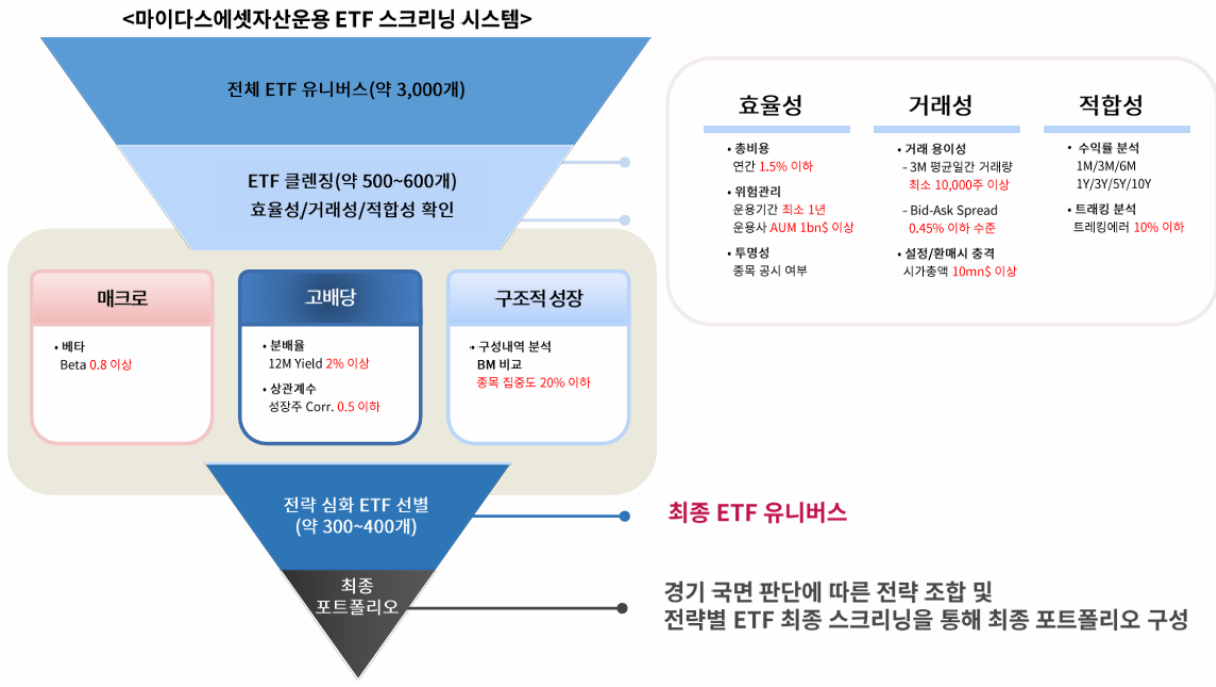 <마이다스에셋자산운용 ETF 스크리닝 시스템>
전체 ETF 유니버스(약 3,000개)
ETF 클렌징(약 500~600개)
효율성/거래성/적합성 확인
효율성
• 총비용
연간 1.5% 이하
• 위험관리
운용기간 최소 1년
운용사 AUM 1bn$ 이상
• 투명성
종목 공시 여부
거래성
• 거래 용이성
- 3M 평균일간 거래량
최소 10,000주 이상
- Bid-Ask Spread
0.45% 이하 수준
• 설정/환매시 충격
시가총액 10mn$ 이상
적합성
• 수익률 분석
1M/3M/6M
1Y/3Y/5Y/10Y
• 트래킹 분석
트레킹에러 10% 이하
매크로
• 베타
Beta 0.8 이상
고배당
• 분배율
12M Yield 2% 이상
• 상관계수
성장주 Corr. 0.5 이하
구조적 성장
• 구성내역 분석
BM 비교
종목 집중도 20% 이하
전략 심화 ETF 선별
(약 300~400개)
최종 ETF 유니버스
최종
포트폴리오
경기 국면 판단에 따른 전략 조합 및
전략별 ETF 최종 스크리닝을 통해 최종 포트폴리오 구성